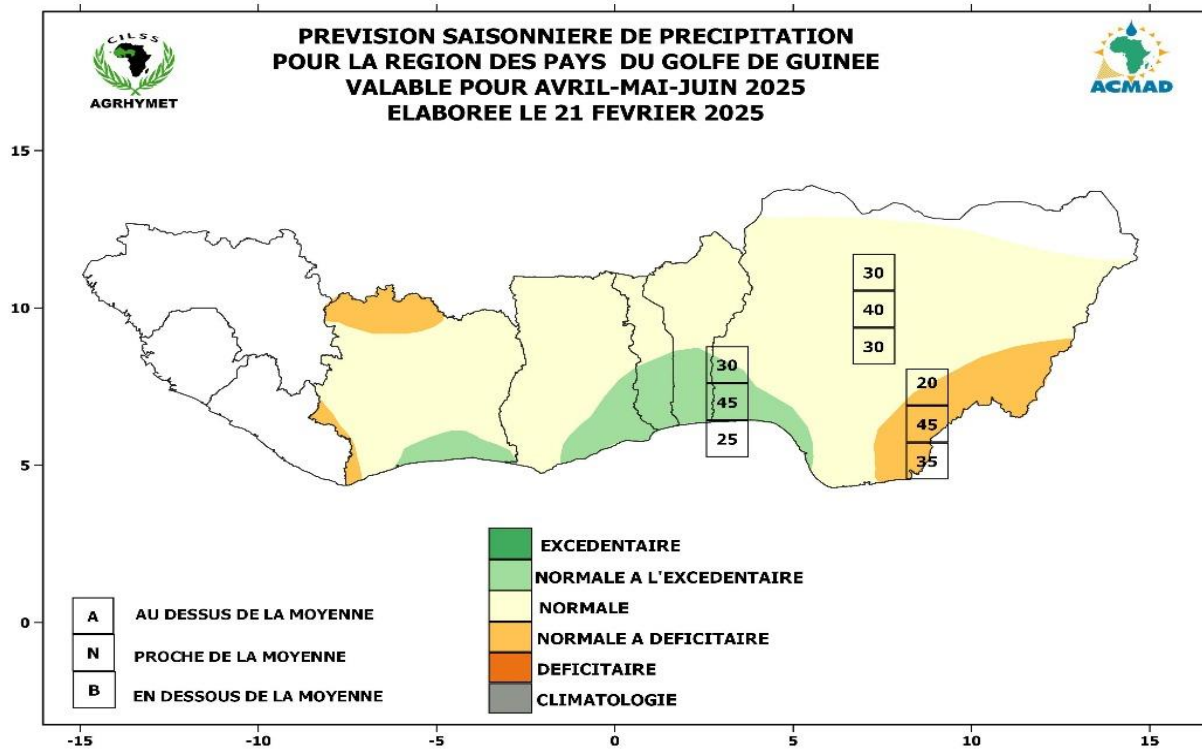 CILSS
AGRHYMET
PREVISION SAISONNIERE DE PRECIPITATION
POUR LA REGION DES PAYS DU GOLFE DE GUINEE
VALABLE POUR AVRIL-MAI-JUIN 2025
ELABOREE LE 21 FEVRIER 2025
ACMAD
15
10
5
0
30
40
30
30
45
25
20
45
35
A AU DESSUS DE LA MOYENNE
N PROCHE DE LA MOYENNE
B EN DESSOUS DE LA MOYENNE
EXCEDENTAIRE
NORMALE A L'EXCEDENTAIRE
NORMALE
NORMALE A DEFICITAIRE
DEFICITAIRE
CLIMATOLOGIE
-15 -10 -5 0 5 10 15